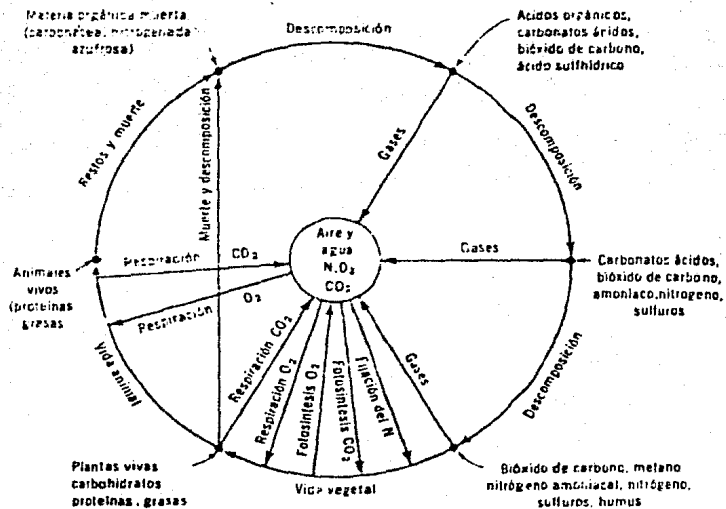 Materia orgánica muerta
(carbonácea, nitrogenada
azufrosa)
Descomposición
Ácidos orgánicos,
carbonatos ácidos,
bióxido de carbono,
ácido sulfhídrico
Restos y muerte
Muerte y descomposición
Gases
Descomposición
Aire y
agua
N.O₂
CO₂
Gases
Carbonatos ácidos,
bióxido de carbono,
amoniaco, nitrogeno,
sulfuros
Animales
vivos
(proteínas
grasas
Respiración CO₂
Respiración O₂
Vida animal
Respiración CO₂
Respiración O₂
Fotosíntesis O₂
Fotosíntesis CO₂
Fijación del N
Gases
Descomposición
Plantas vivas
carbohidratos
proteínas, grasas
Vida vegetal
Bióxido de carbono, metano
nitrógeno amoniacal, nitrógeno,
sulfuros, humus